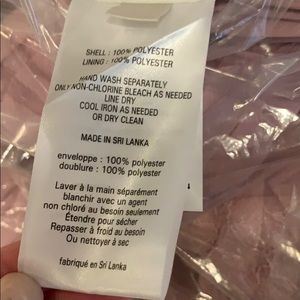 SHELL : 100% POLYESTER
LINING : 100% POLYESTER
HAND WASH SEPARATELY
ONLY NON-CHLORINE BLEACH AS NEEDED
LINE DRY
COOL IRON AS NEEDED
OR DRY CLEAN
MADE IN SRI LANKA
enveloppe : 100% polyester
doublure : 100% polyester
Laver à la main séparément
blanchir avec un agent
non chloré au besoin seulement
Étendre pour sécher
Repasser à froid au besoin
Ou nettoyer à sec
fabriqué en Sri Lanka